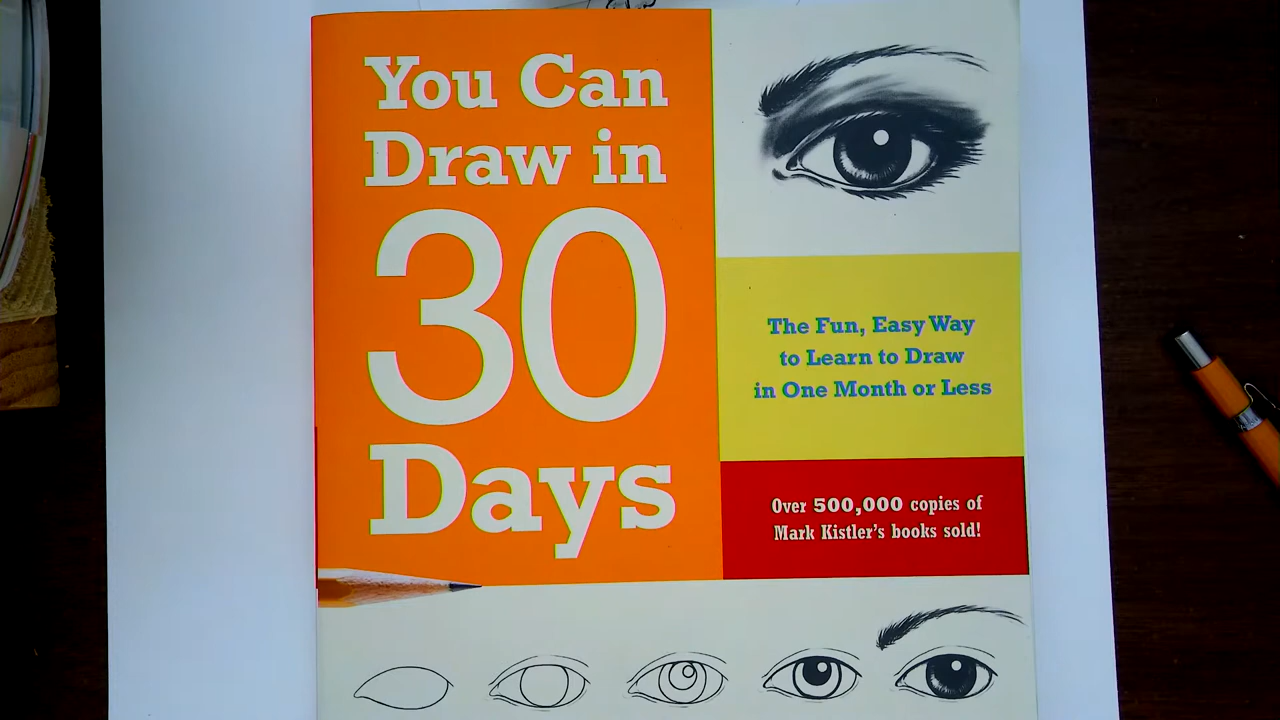 You Can
Draw in
30
Days
The Fun, Easy Way
to Learn to Draw
in One Month or Less
Over 500,000 copies of
Mark Kistler's books sold!